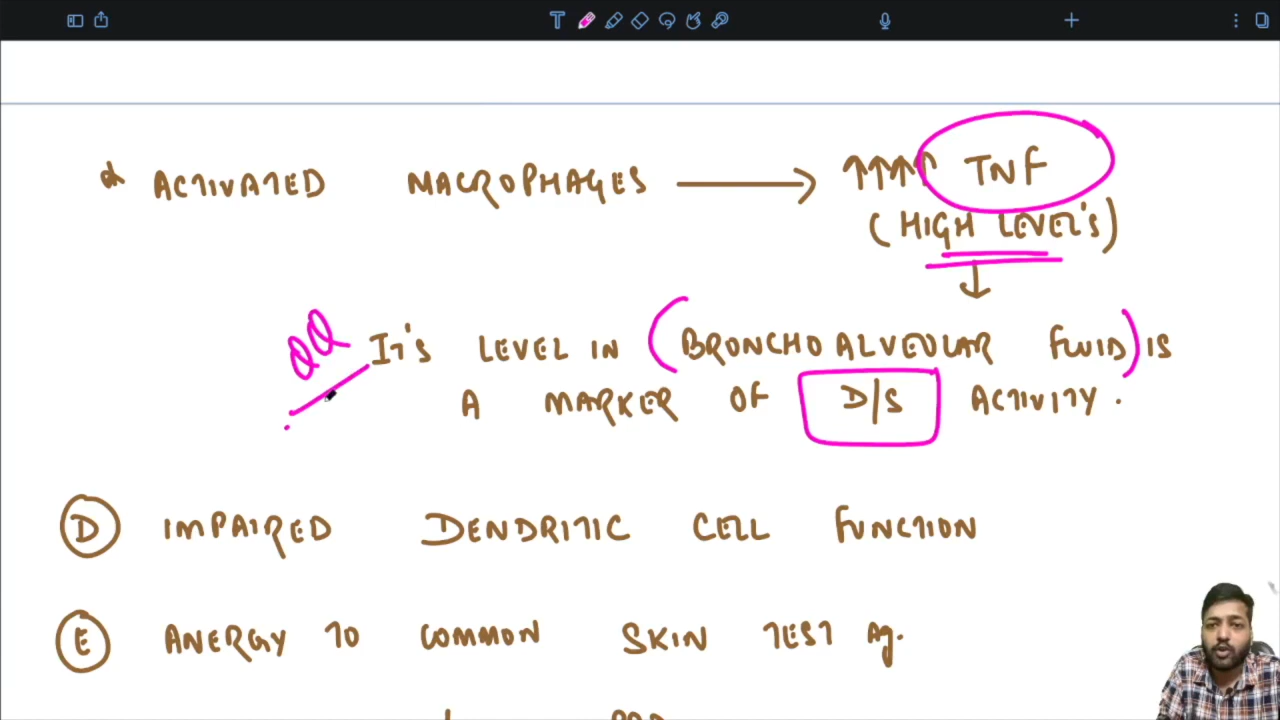 * ACTIVATED MACROPHAGES → ↑↑↑↑ TNF
(HIGH LEVEL'S)
↓
QQ IT'S LEVEL IN (BRONCHOALVEOLAR FLUID) IS
A MARKER OF D/S ACTIVITY.
D IMPAIRED DENDRITIC CELL FUNCTION
E ANERGY TO COMMON SKIN TEST Ag.